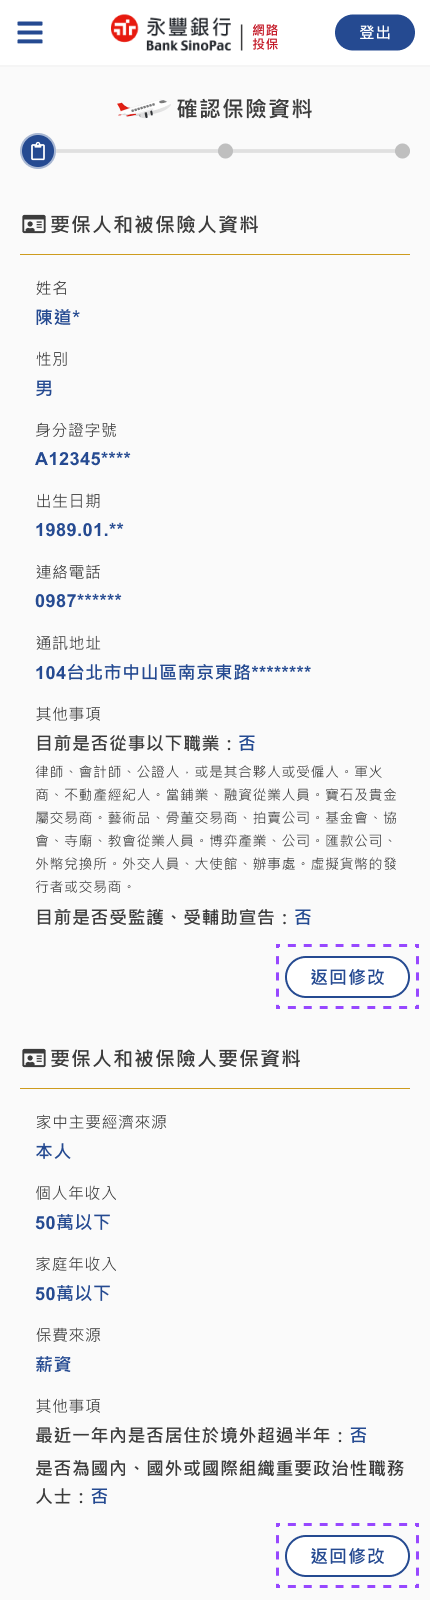 永豐銀行
Bank SinoPac
網路
投保
登出
確認保險資料
要保人和被保險人資料
姓名
陳道*
性別
男
身分證字號
A12345****
出生日期
1989.01.**
連絡電話
0987******
通訊地址
104台北市中山區南京東路********
其他事項
目前是否從事以下職業：否
律師、會計師、公證人，或是其合夥人或受僱人。軍火
商、不動產經紀人。當鋪業、融資從業人員。寶石及貴金
屬交易商。藝術品、骨董交易商、拍賣公司。基金會、協
會、寺廟、教會從業人員。博弈產業、公司。匯款公司、
外幣兌換所。外交人員、大使館、辦事處。虛擬貨幣的發
行者或交易商。
目前是否受監護、受輔助宣告：否
返回修改
要保人和被保險人要保資料
家中主要經濟來源
本人
個人年收入
50萬以下
家庭年收入
50萬以下
保費來源
薪資
其他事項
最近一年內是否居住於境外超過半年：否
是否為國內、國外或國際組織重要政治性職務
人士：否
返回修改